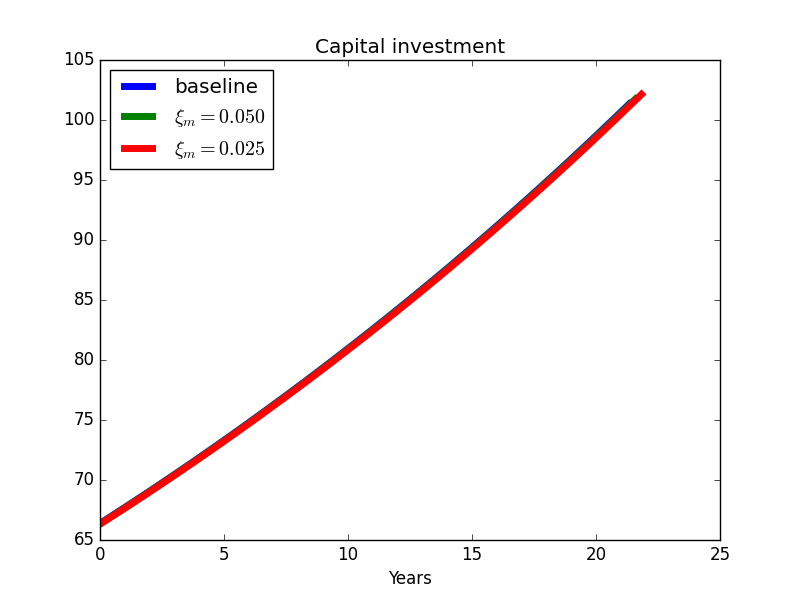 Capital investment
105
100
95
90
85
80
75
70
65
baseline
ξₘ = 0.050
ξₘ = 0.025
0 5 10 15 20 25
Years